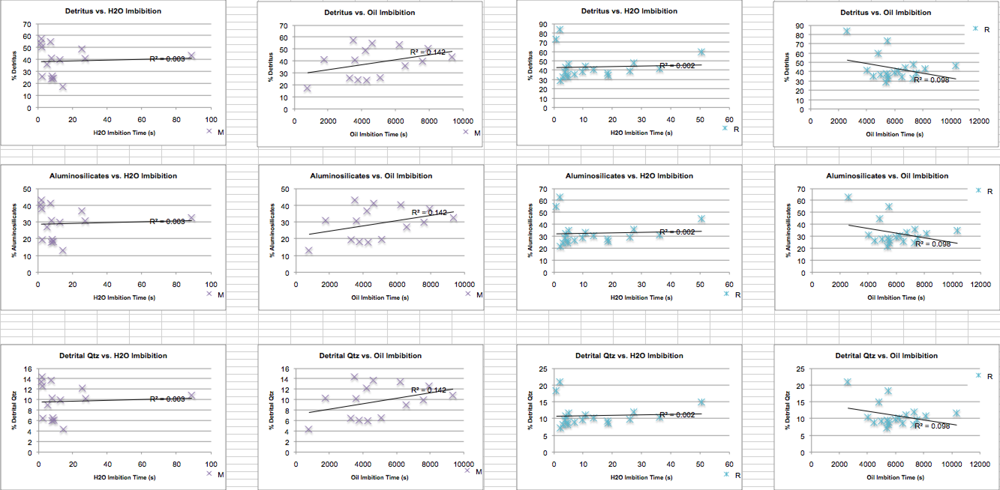 Detritus vs. H2O Imbibition
% Detritus
70
60
50
40
30
20
10
0
R² = 0.003
0 20 40 60 80 100
H2O Imbition Time (s)
M
Detritus vs. Oil Imbibition
% Detritus
70
60
50
40
30
20
10
0
R² = 0.142
0 2000 4000 6000 8000 10000
Oil Imbition Time (s)
M
Detritus vs. H2O Imbibition
% Detritus
90
80
70
60
50
40
30
20
10
0
R² = 0.002
0 10 20 30 40 50 60
H2O Imbition Time (s)
R
Detritus vs. Oil Imbibition
% Detritus
90
80
70
60
50
40
30
20
10
0
R² = 0.098
0 2000 4000 6000 8000 10000 12000
Oil Imbition Time (s)
R
Aluminosilicates vs. H2O Imbibition
% Aluminosilicates
50
40
30
20
10
0
R² = 0.003
0 20 40 60 80 100
H2O Imbition Time (s)
M
Aluminosilicates vs. Oil Imbibition
% Aluminosilicates
50
40
30
20
10
0
R² = 0.142
0 2000 4000 6000 8000 10000
Oil Imbition Time (s)
M
Aluminosilicates vs. H2O Imbibition
% Aluminosilicates
70
60
50
40
30
20
10
0
R² = 0.002
0 10 20 30 40 50 60
H2O Imbition Time (s)
R
Aluminosilicates vs. Oil Imbibition
% Aluminosilicates
70
60
50
40
30
20
10
0
R² = 0.098
0 2000 4000 6000 8000 10000 12000
Oil Imbition Time (s)
R
Detrital Qtz vs. H2O Imbibition
% Detrital Qtz
16
14
12
10
8
6
4
2
0
R² = 0.003
0 20 40 60 80 100
H2O Imbition Time (s)
M
Detrital Qtz vs. Oil Imbibition
% Detrital Qtz
16
14
12
10
8
6
4
2
0
R² = 0.142
0 2000 4000 6000 8000 10000
Oil Imbition Time (s)
M
Detrital Qtz vs. H2O Imbibition
% Detrital Qtz
25
20
15
10
5
0
R² = 0.002
0 10 20 30 40 50 60
H2O Imbition Time (s)
R
Detrital Qtz vs. Oil Imbibition
% Detrital Qtz
25
20
15
10
5
0
R² = 0.098
0 2000 4000 6000 8000 10000 12000
Oil Imbition Time (s)
R